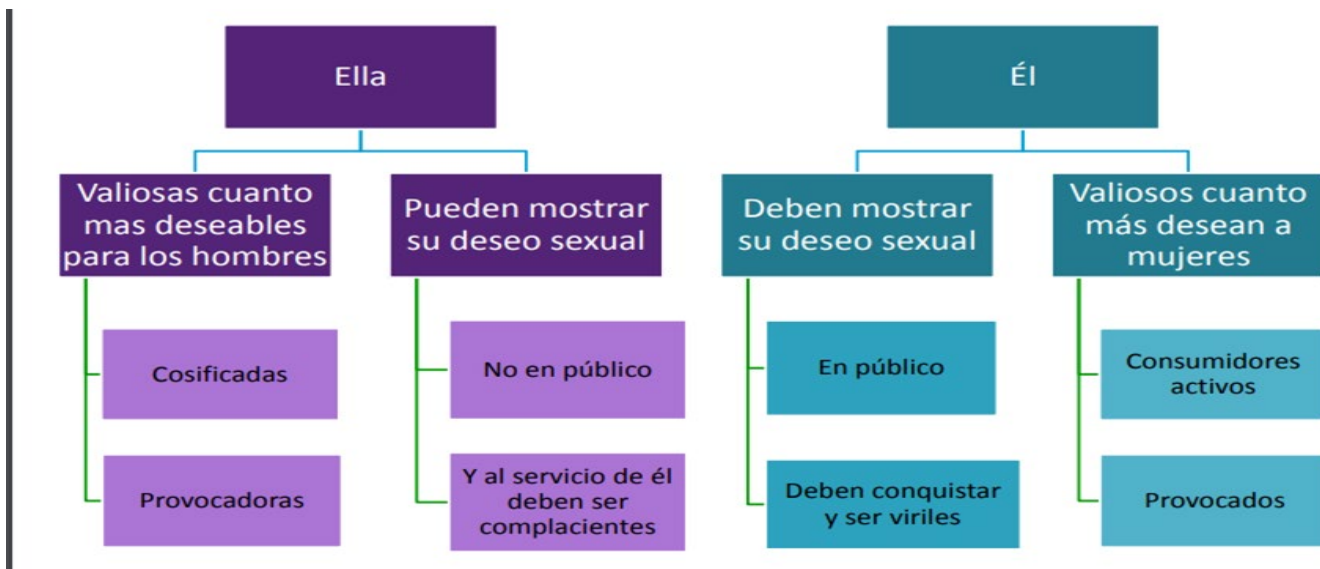 Ella
Valiosas cuanto
mas deseables
para los hombres
Cosificadas
Provocadoras
Pueden mostrar
su deseo sexual
No en público
Y al servicio de él
deben ser
complacientes
Él
Deben mostrar
su deseo sexual
En público
Deben conquistar
y ser viriles
Valiosos cuanto
más desean a
mujeres
Consumidores
activos
Provocados